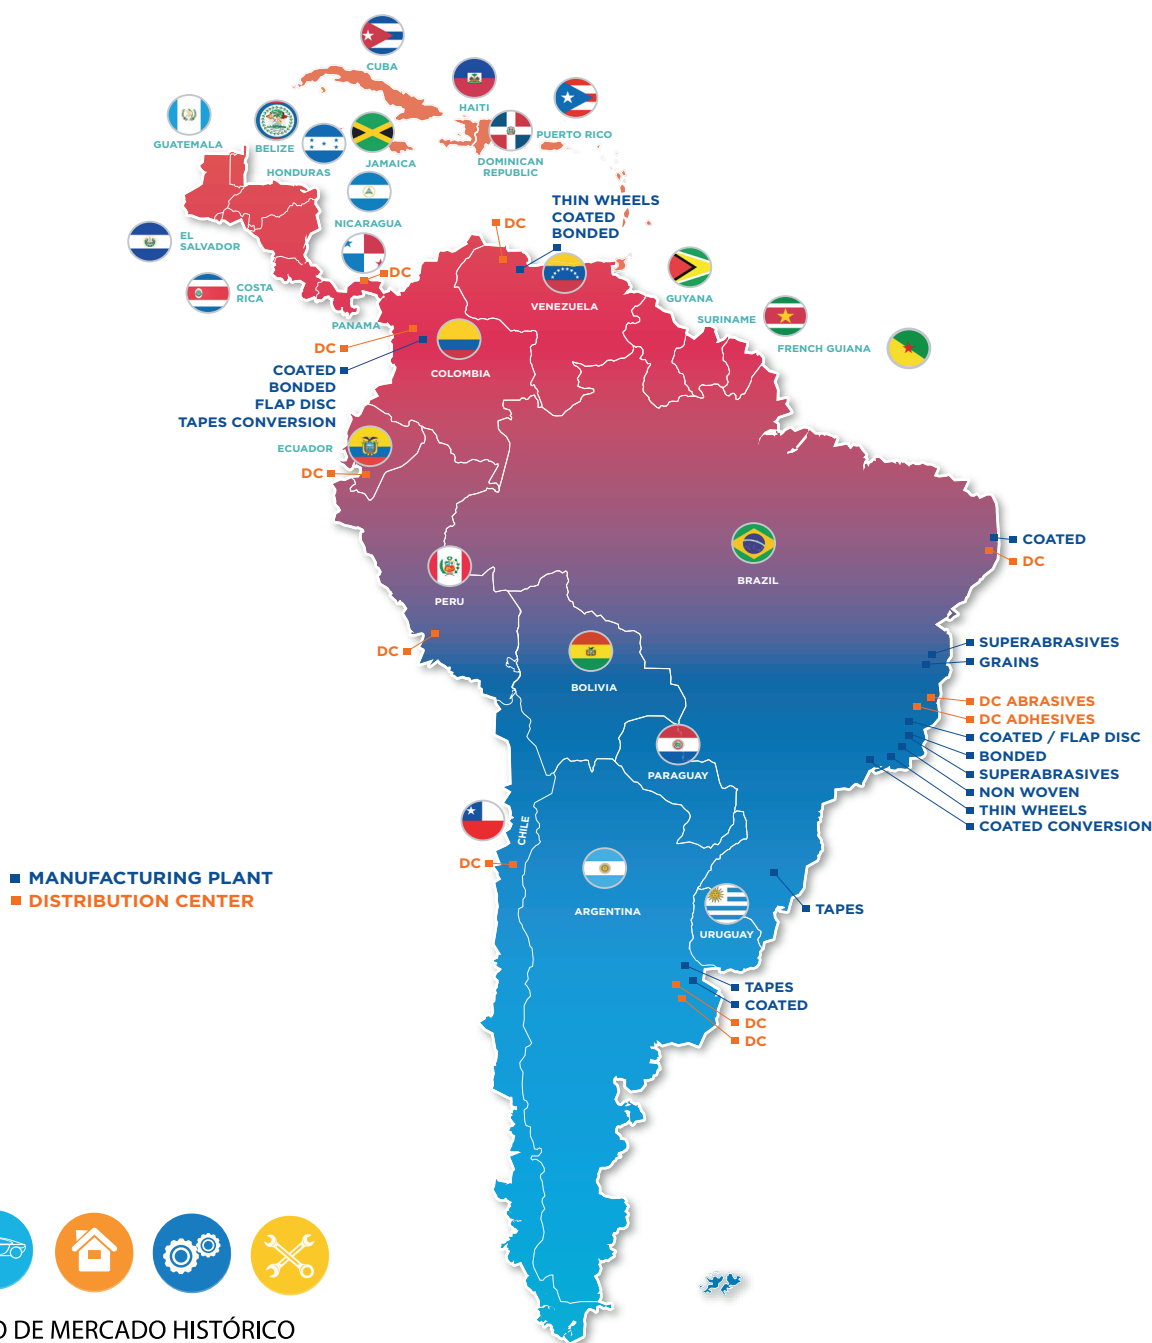 CUBA
HAITI
PUERTO RICO
GUATEMALA
BELIZE
HONDURAS
JAMAICA
DOMINICAN
REPUBLIC
NICARAGUA
EL
SALVADOR
COSTA
RICA
PANAMA
DC
DC
THIN WHEELS
COATED
BONDED
VENEZUELA
GUYANA
SURINAME
FRENCH GUIANA
DC
COATED
BONDED
FLAP DISC
TAPES CONVERSION
COLOMBIA
ECUADOR
DC
PERU
DC
BRAZIL
COATED
DC
BOLIVIA
SUPERABRASIVES
GRAINS
DC ABRASIVES
DC ADHESIVES
COATED / FLAP DISC
BONDED
SUPERABRASIVES
NON WOVEN
THIN WHEELS
COATED CONVERSION
PARAGUAY
CHILE
DC
MANUFACTURING PLANT
DISTRIBUTION CENTER
ARGENTINA
URUGUAY
TAPES
TAPES
COATED
DC
DC
O DE MERCADO HISTÓRICO